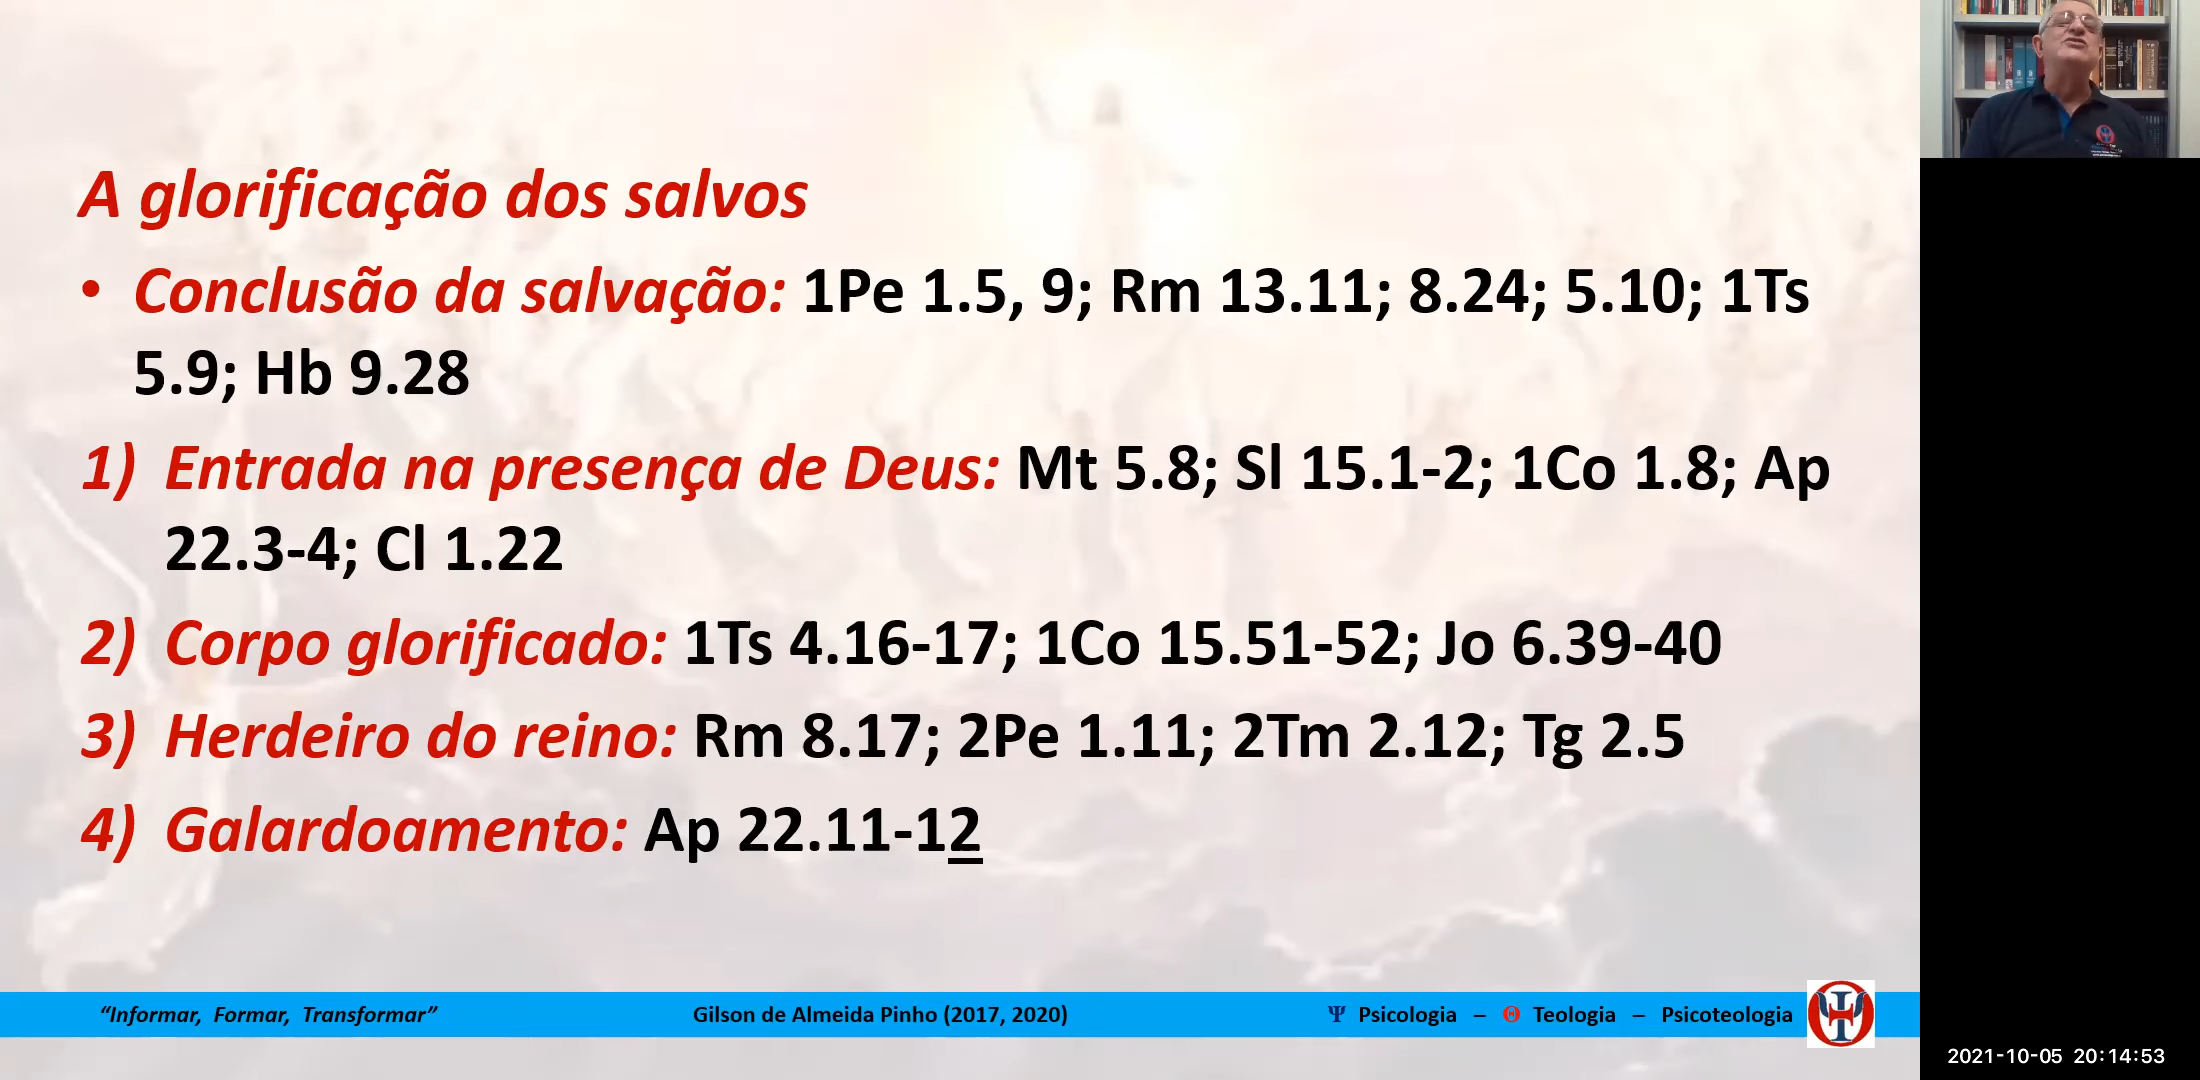 A glorificação dos salvos
• Conclusão da salvação: 1Pe 1.5, 9; Rm 13.11; 8.24; 5.10; 1Ts
5.9; Hb 9.28
1) Entrada na presença de Deus: Mt 5.8; Sl 15.1-2; 1Co 1.8; Ap
22.3-4; Cl 1.22
2) Corpo glorificado: 1Ts 4.16-17; 1Co 15.51-52; Jo 6.39-40
3) Herdeiro do reino: Rm 8.17; 2Pe 1.11; 2Tm 2.12; Tg 2.5
4) Galardoamento: Ap 22.11-12
“Informar, Formar, Transformar” Gilson de Almeida Pinho (2017, 2020) Ψ Psicologia – Θ Teologia – Psicoteologia
2021-10-05 20:14:53